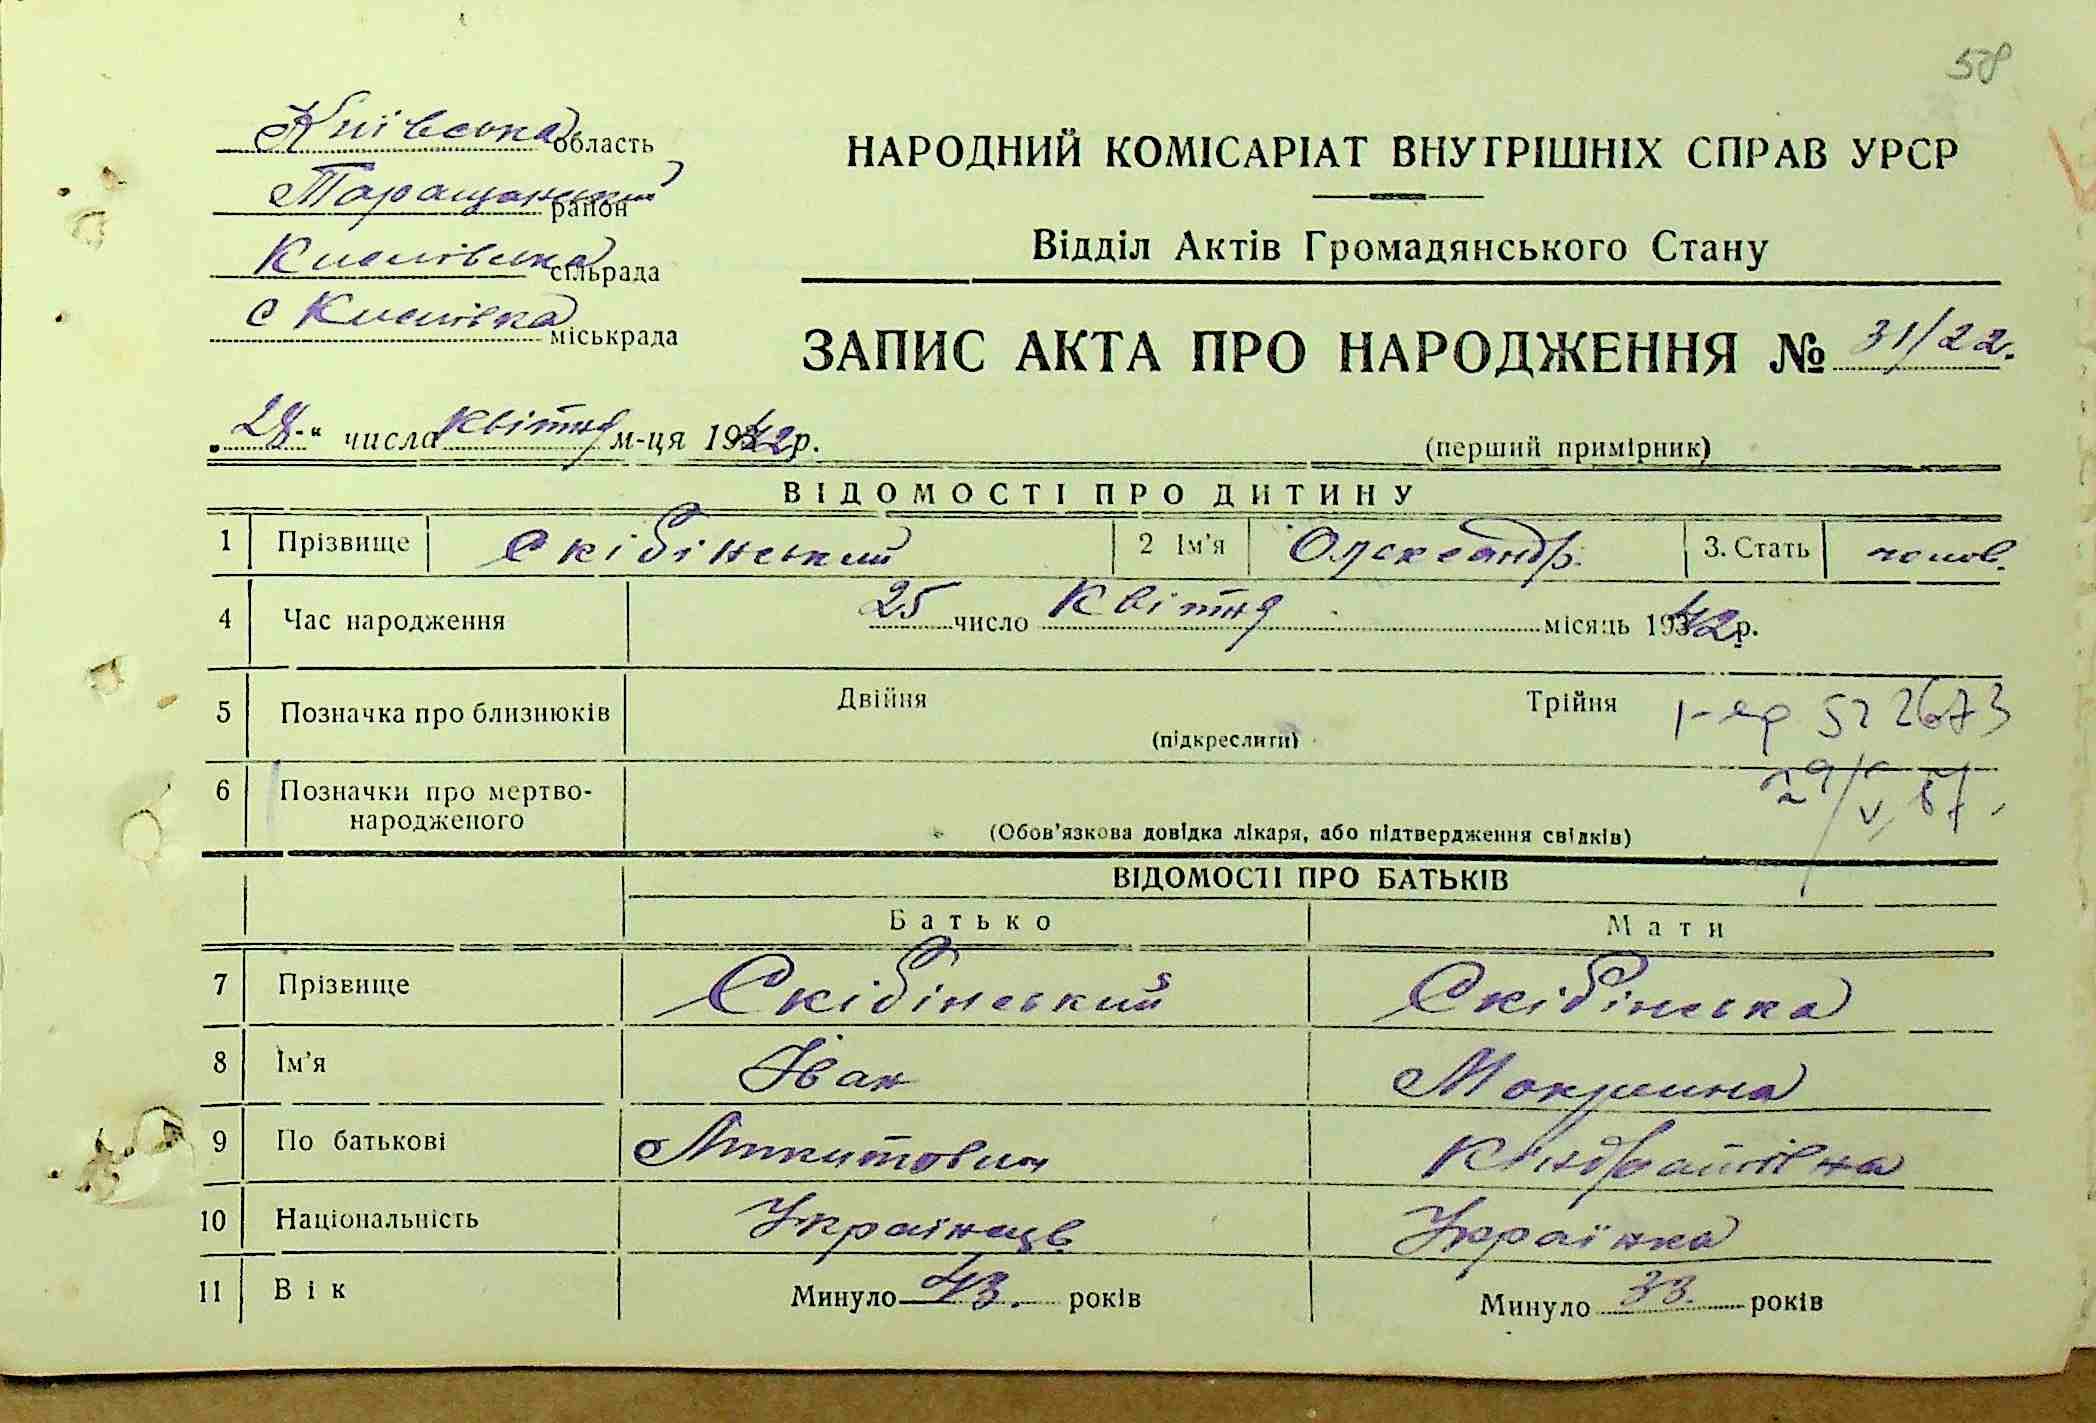 58
Київська область
Таращанський район
Кислівська сільрада
с Кислівка міськрада
НАРОДНИЙ КОМІСАРІАТ ВНУТРІШНІХ СПРАВ УРСР
Відділ Актів Громадянського Стану
ЗАПИС АКТА ПРО НАРОДЖЕННЯ № 31/22.
„28-“ числа квітня м-ця 1942 р.
(перший примірник)
ВІДОМОСТІ ПРО ДИТИНУ
1 Прізвище Скібінський 2 Ім'я Олександр. 3. Стать чолов.
4 Час народження 25 число квітня місяць 1942 р.
5 Позначка про близнюків Двійня Трійня
(підкреслити)
522673
6 Позначки про мертво-
народженого
(Обов'язкова довідка лікаря, або підтвердження свідків)
ВІДОМОСТІ ПРО БАТЬКІВ
Батько Мати
7 Прізвище Скібінський Скібінська
8 Ім'я Іван Мокрина
9 По батькові Микитович Кіндратівна
10 Національність Українець Українка
11 Вік Минуло 43. років Минуло 33. років